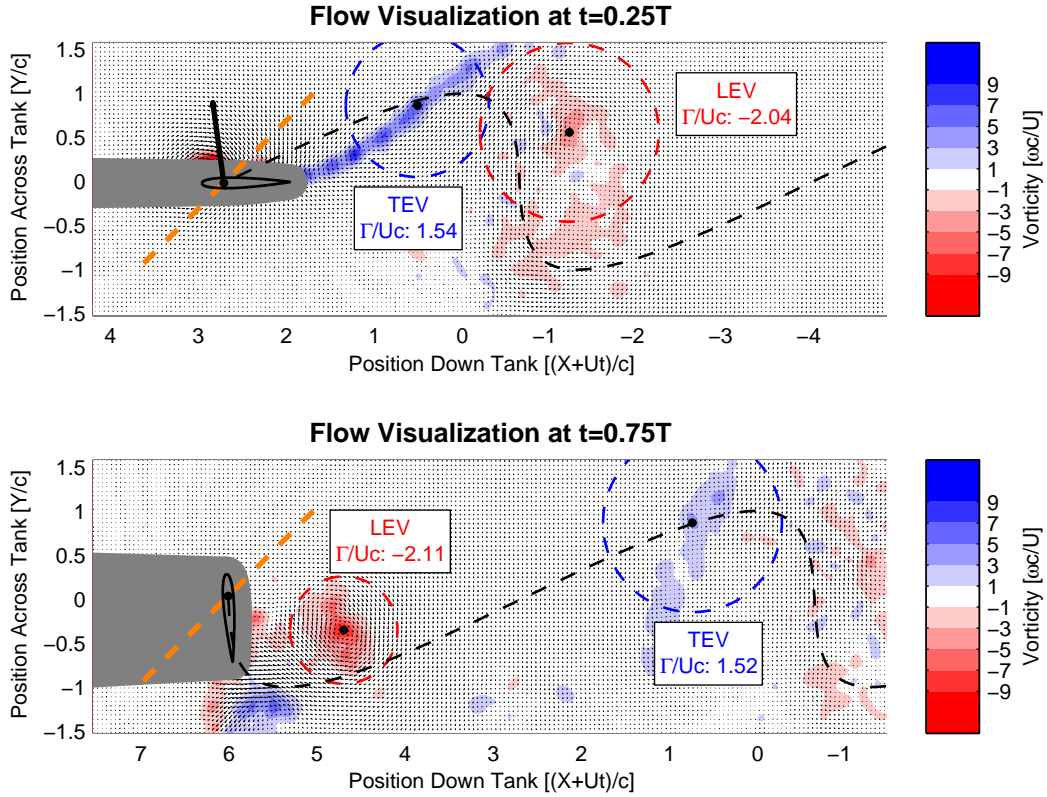 Flow Visualization at t=0.25T
Position Across Tank [Y/c]
1.5
1
0.5
0
−0.5
−1
−1.5
LEV
Γ/Uc: −2.04
TEV
Γ/Uc: 1.54
4 3 2 1 0 −1 −2 −3 −4
Position Down Tank [(X+Ut)/c]
9
7
5
3
1
−1
−3
−5
−7
−9
Vorticity [ωc/U]
Flow Visualization at t=0.75T
Position Across Tank [Y/c]
1.5
1
0.5
0
−0.5
−1
−1.5
LEV
Γ/Uc: −2.11
TEV
Γ/Uc: 1.52
7 6 5 4 3 2 1 0 −1
Position Down Tank [(X+Ut)/c]
9
7
5
3
1
−1
−3
−5
−7
−9
Vorticity [ωc/U]